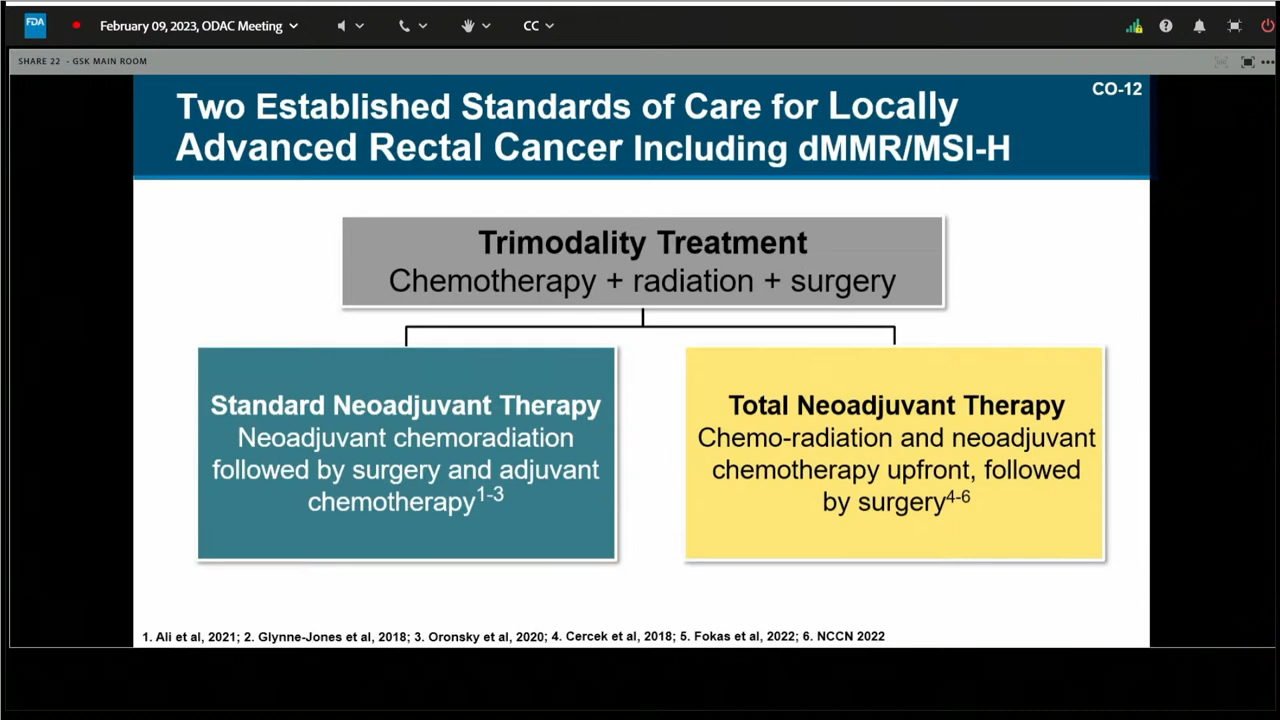 FDA
February 09, 2023, ODAC Meeting
CC
SHARE 22 - GSK MAIN ROOM
CO-12
Two Established Standards of Care for Locally
Advanced Rectal Cancer Including dMMR/MSI-H
Trimodality Treatment
Chemotherapy + radiation + surgery
Standard Neoadjuvant Therapy
Neoadjuvant chemoradiation
followed by surgery and adjuvant
chemotherapy1-3
Total Neoadjuvant Therapy
Chemo-radiation and neoadjuvant
chemotherapy upfront, followed
by surgery4-6
1. Ali et al, 2021; 2. Glynne-Jones et al, 2018; 3. Oronsky et al, 2020; 4. Cercek et al, 2018; 5. Fokas et al, 2022; 6. NCCN 2022